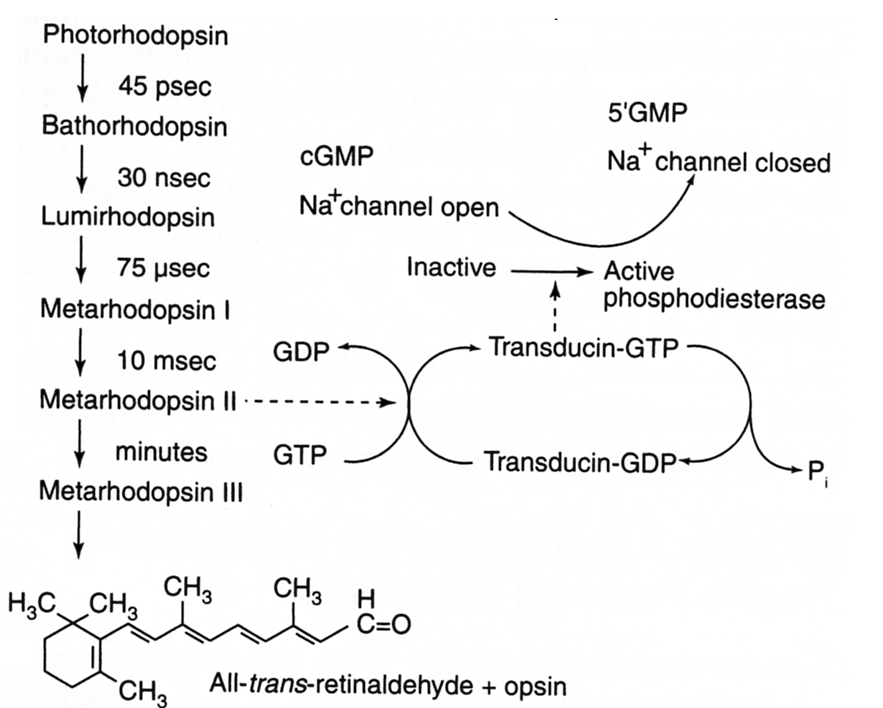 Photorhodopsin
45 psec
Bathorhodopsin
30 nsec
Lumirhodopsin
75 µsec
Metarhodopsin I
10 msec
Metarhodopsin II
minutes
Metarhodopsin III
cGMP
Na+channel open
5'GMP
Na+ channel closed
Inactive
Active
phosphodiesterase
GDP
Transducin-GTP
GTP
Transducin-GDP
Pi
H3C
CH3
CH3
CH3
H
C=O
CH3
All-trans-retinaldehyde + opsin